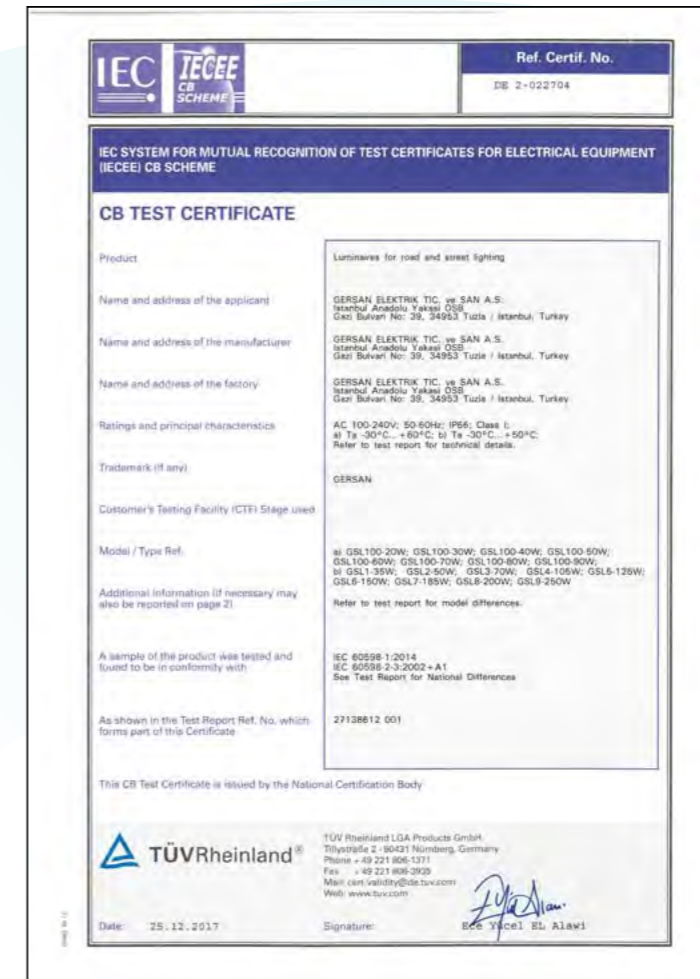 IEC
IECEE
CB
SCHEME
Ref. Certif. No.
DE 2-022704
IEC SYSTEM FOR MUTUAL RECOGNITION OF TEST CERTIFICATES FOR ELECTRICAL EQUIPMENT
(IECEE) CB SCHEME
CB TEST CERTIFICATE
Product
Luminaires for road and street lighting
Name and address of the applicant
GERSAN ELEKTRIK TIC. ve SAN A.S.
Istanbul Anadolu Yakasi OSB
Gazi Bulvari No: 39, 34953 Tuzla / Istanbul, Turkey
Name and address of the manufacturer
GERSAN ELEKTRIK TIC. ve SAN A.S.
Istanbul Anadolu Yakasi OSB
Gazi Bulvari No: 39, 34953 Tuzla / Istanbul, Turkey
Name and address of the factory
GERSAN ELEKTRIK TIC. ve SAN A.S.
Istanbul Anadolu Yakasi OSB
Gazi Bulvari No: 39, 34953 Tuzla / Istanbul, Turkey
Ratings and principal characteristics
AC 100-240V; 50-60Hz; IP66; Class I;
a) Ta -30°C...+60°C; b) Ta -30°C...+50°C;
Refer to test report for technical details.
Trademark (if any)
GERSAN
Customer's Testing Facility (CTF) Stage used
Model / Type Ref.
a) GSL100-20W; GSL100-30W; GSL100-40W; GSL100-50W;
GSL100-60W; GSL100-70W; GSL100-80W; GSL100-90W;
b) GSL1-35W; GSL2-50W; GSL3-70W; GSL4-105W; GSL5-125W;
GSL6-150W; GSL7-185W; GSL8-200W; GSL9-250W
Additional information (if necessary may
also be reported on page 2)
Refer to test report for model differences.
A sample of the product was tested and
found to be in conformity with
IEC 60598-1:2014
IEC 60598-2-3:2002+A1
See Test Report for National Differences
As shown in the Test Report Ref. No. which
forms part of this Certificate
27138612 001
This CB Test Certificate is issued by the National Certification Body
TÜVRheinland®
TÜV Rheinland LGA Products GmbH
Tillystraße 2 - 90431 Nürnberg, Germany
Phone + 49 221 806-1371
Fax + 49 221 806-3935
Mail: cert-validity@de.tuv.com
Web: www.tuv.com
Date: 25.12.2017
Signature:
Ece Yücel EL Alawi